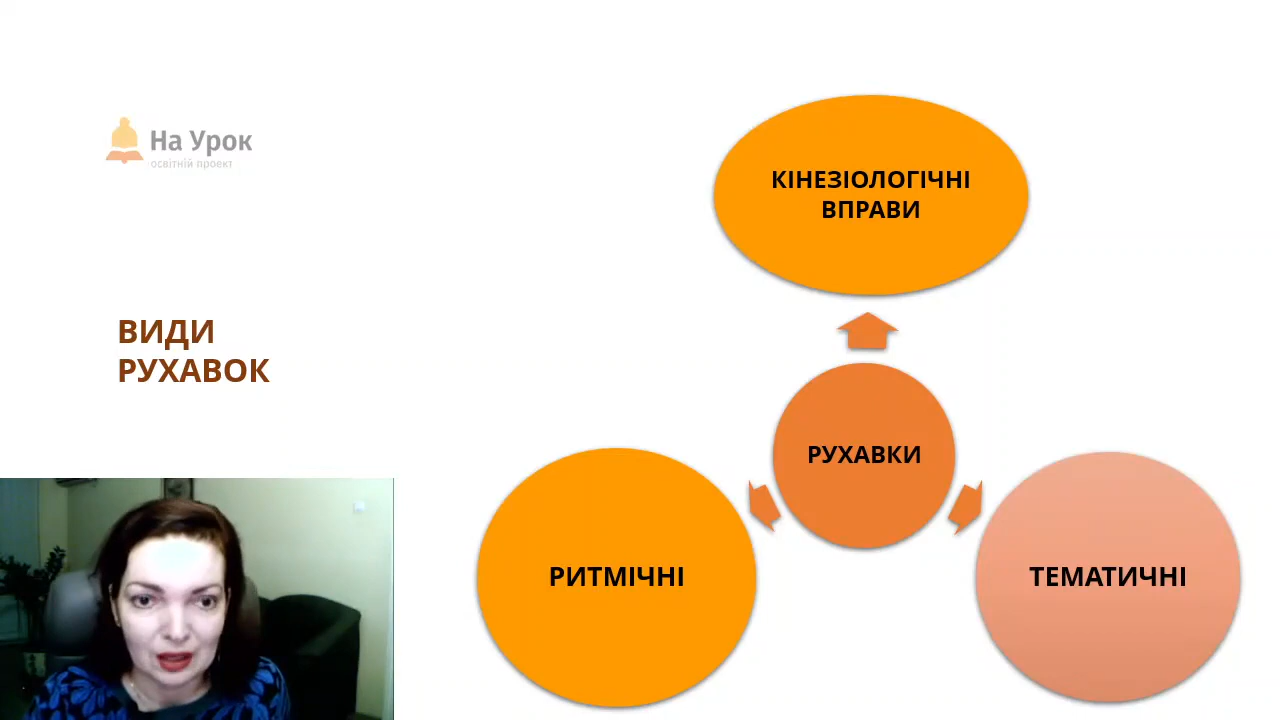 На Урок
освітній проект
ВИДИ
РУХАВОК
КІНЕЗІОЛОГІЧНІ
ВПРАВИ
РУХАВКИ
РИТМІЧНІ
ТЕМАТИЧНІ